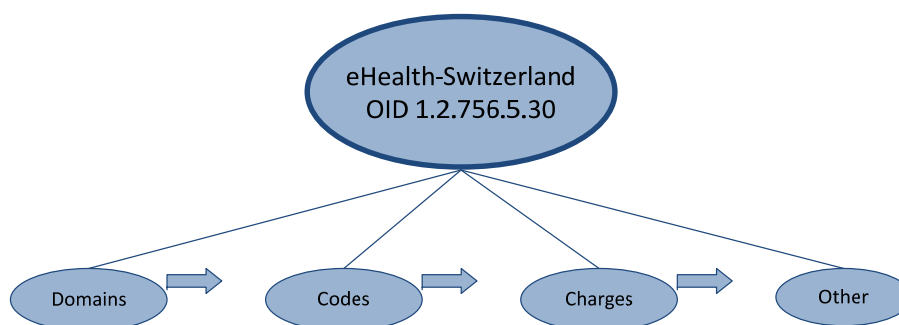 eHealth-Switzerland
OID 1.2.756.5.30
Domains
Codes
Charges
Other